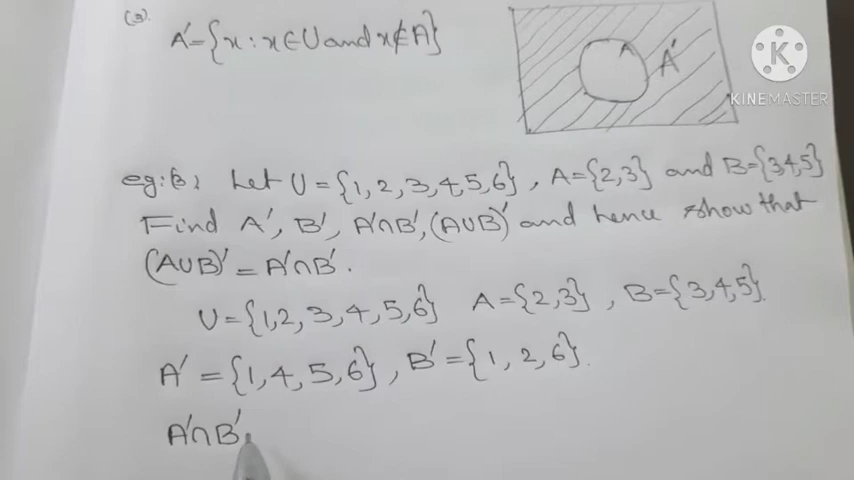 (a).
A' = {x : x ∈ U and x ∉ A}
A
A'
K
KINEMASTER
eg:(3) Let U = {1, 2, 3, 4, 5, 6}, A = {2, 3} and B = {3,4,5}
Find A', B', A'∩B', (A∪B)' and hence show that
(A∪B)' = A'∩B'.
U = {1,2, 3, 4, 5, 6} A = {2,3}, B = {3,4,5}.
A' = {1, 4, 5, 6}, B' = {1, 2, 6}.
A'∩B'